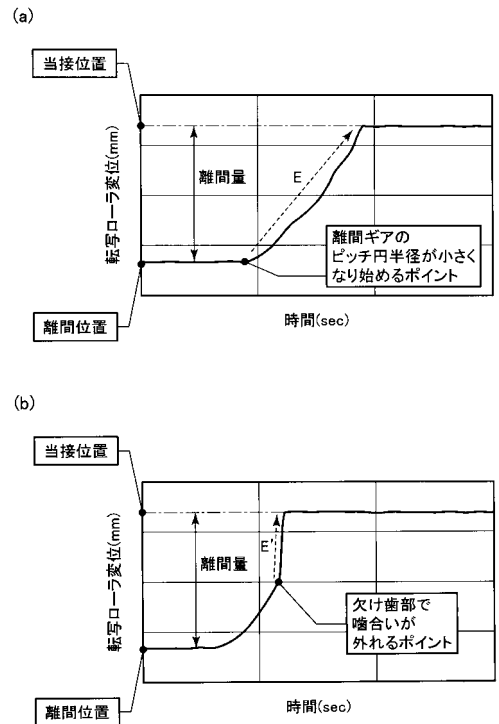 (a)
当接位置
転写ローラ変位(mm)
離間量
E
離間ギアの
ピッチ円半径が小さく
なり始めるポイント
離間位置
時間(sec)
(b)
当接位置
転写ローラ変位(mm)
離間量
E'
欠け歯部で
噛合いが
外れるポイント
離間位置
時間(sec)